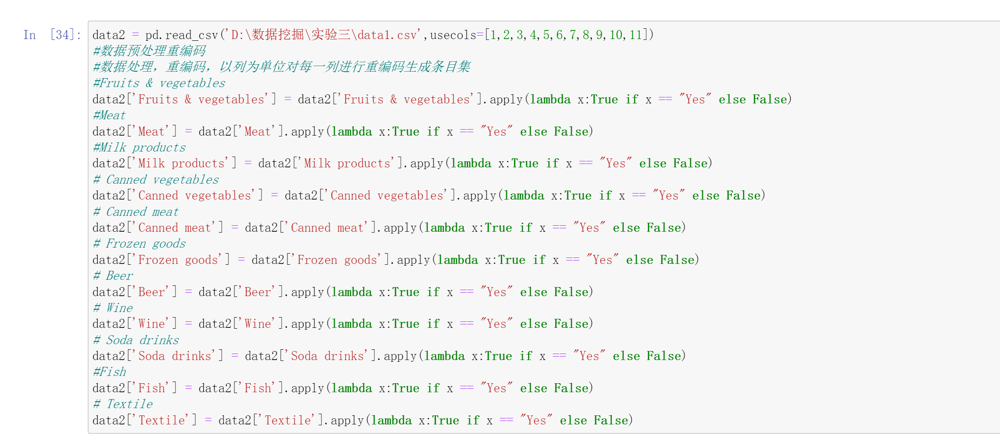 In [34]: data2 = pd.read_csv('D:\数据挖掘\实验三\data1.csv',usecols=[1,2,3,4,5,6,7,8,9,10,11])
#数据预处理重编码
#数据处理，重编码，以列为单位对每一列进行重编码生成条目集
#Fruits & vegetables
data2['Fruits & vegetables'] = data2['Fruits & vegetables'].apply(lambda x:True if x == "Yes" else False)
#Meat
data2['Meat'] = data2['Meat'].apply(lambda x:True if x == "Yes" else False)
#Milk products
data2['Milk products'] = data2['Milk products'].apply(lambda x:True if x == "Yes" else False)
# Canned vegetables
data2['Canned vegetables'] = data2['Canned vegetables'].apply(lambda x:True if x == "Yes" else False)
# Canned meat
data2['Canned meat'] = data2['Canned meat'].apply(lambda x:True if x == "Yes" else False)
# Frozen goods
data2['Frozen goods'] = data2['Frozen goods'].apply(lambda x:True if x == "Yes" else False)
# Beer
data2['Beer'] = data2['Beer'].apply(lambda x:True if x == "Yes" else False)
# Wine
data2['Wine'] = data2['Wine'].apply(lambda x:True if x == "Yes" else False)
# Soda drinks
data2['Soda drinks'] = data2['Soda drinks'].apply(lambda x:True if x == "Yes" else False)
#Fish
data2['Fish'] = data2['Fish'].apply(lambda x:True if x == "Yes" else False)
# Textile
data2['Textile'] = data2['Textile'].apply(lambda x:True if x == "Yes" else False)